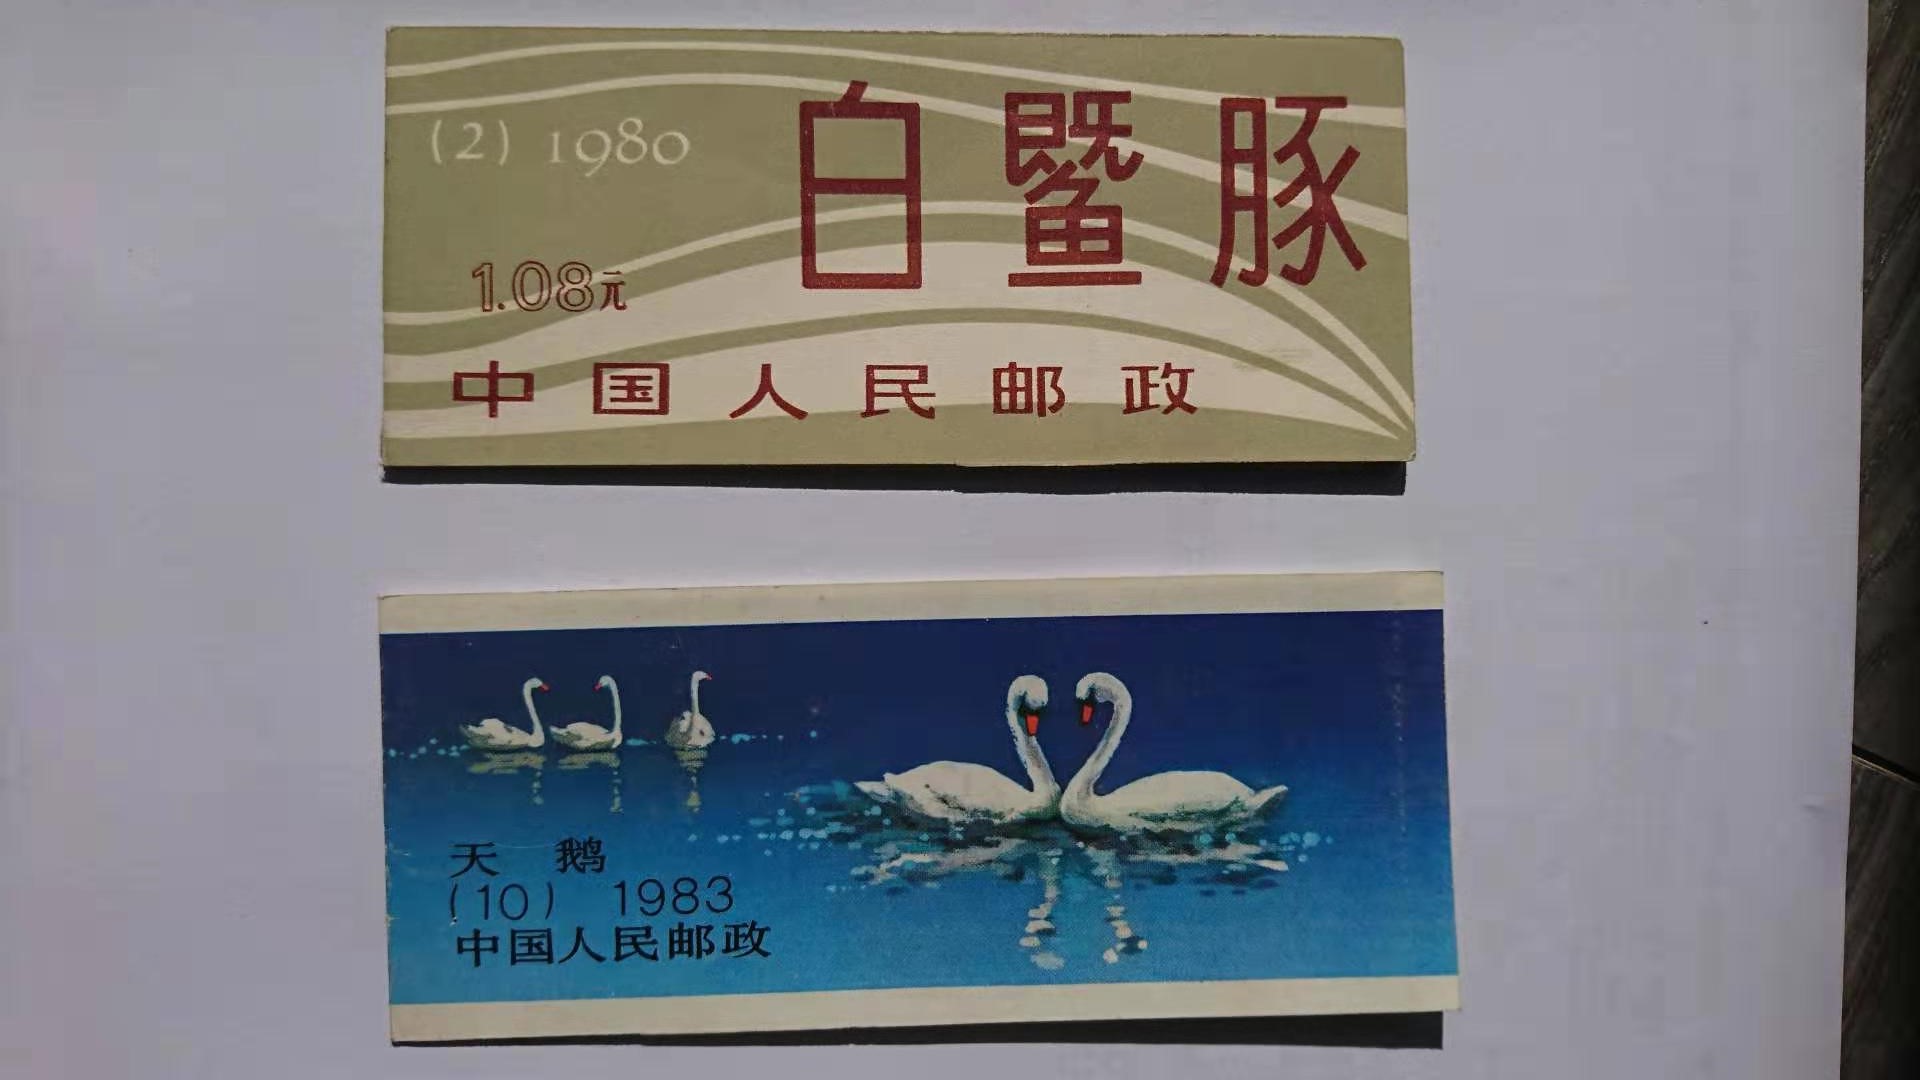 (2) 1980
白鱀豚
1.08元
中国人民邮政
天 鹅
(10) 1983
中国人民邮政